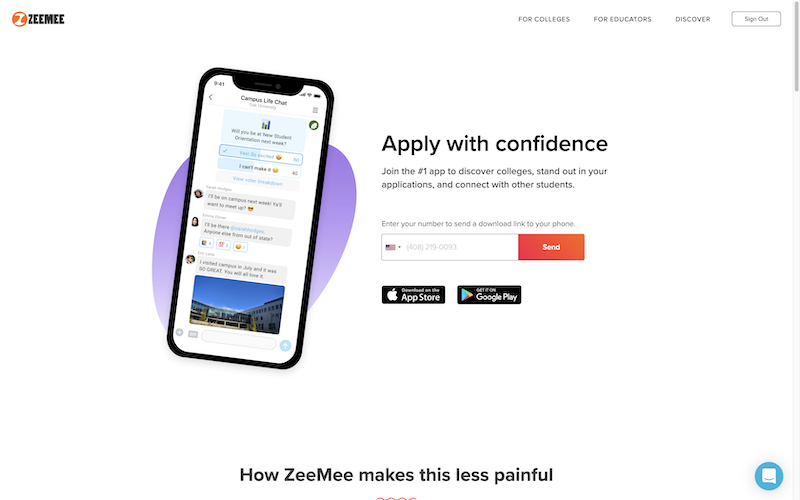 ZEEMEE
FOR COLLEGES
FOR EDUCATORS
DISCOVER
Sign Out
9:41
Campus Life Chat
Oak University
Will you be at New Student
Orientation next week?
Yes! So excited 😄 60
I can't make it 😔 40
View voter breakdown
Sarah Hodges
I'll be on campus next week! Ya'll
want to meet up? 😎
Emma Olster
I'll be there @sarahhodges.
Anyone else from out of state?
I visited campus in July and it was
SO GREAT. You will all love it.
GIF
Apply with confidence
Join the #1 app to discover colleges, stand out in your
applications, and connect with other students.
Enter your number to send a download link to your phone.
(408) 219-0093
Send
Download on the
App Store
GET IT ON
Google Play
How ZeeMee makes this less painful